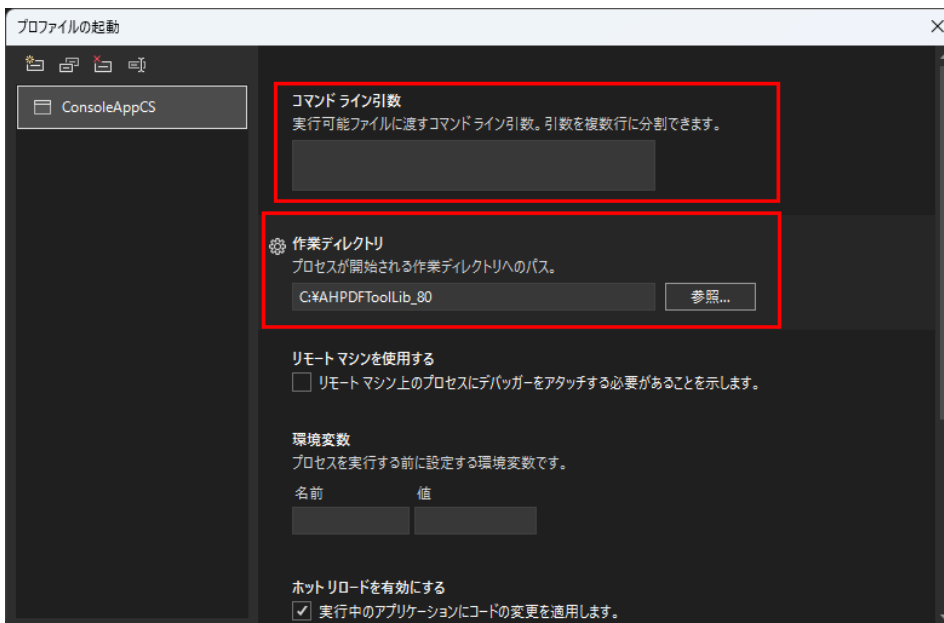 プロファイルの起動
ConsoleAppCS
コマンド ライン引数
実行可能ファイルに渡すコマンド ライン引数。引数を複数行に分割できます。
作業ディレクトリ
プロセスが開始される作業ディレクトリへのパス。
C:¥AHPDFToolLib_80
参照...
リモート マシンを使用する
リモート マシン上のプロセスにデバッガーをアタッチする必要があることを示します。
環境変数
プロセスを実行する前に設定する環境変数です。
名前 値
ホット リロードを有効にする
実行中のアプリケーションにコードの変更を適用します。